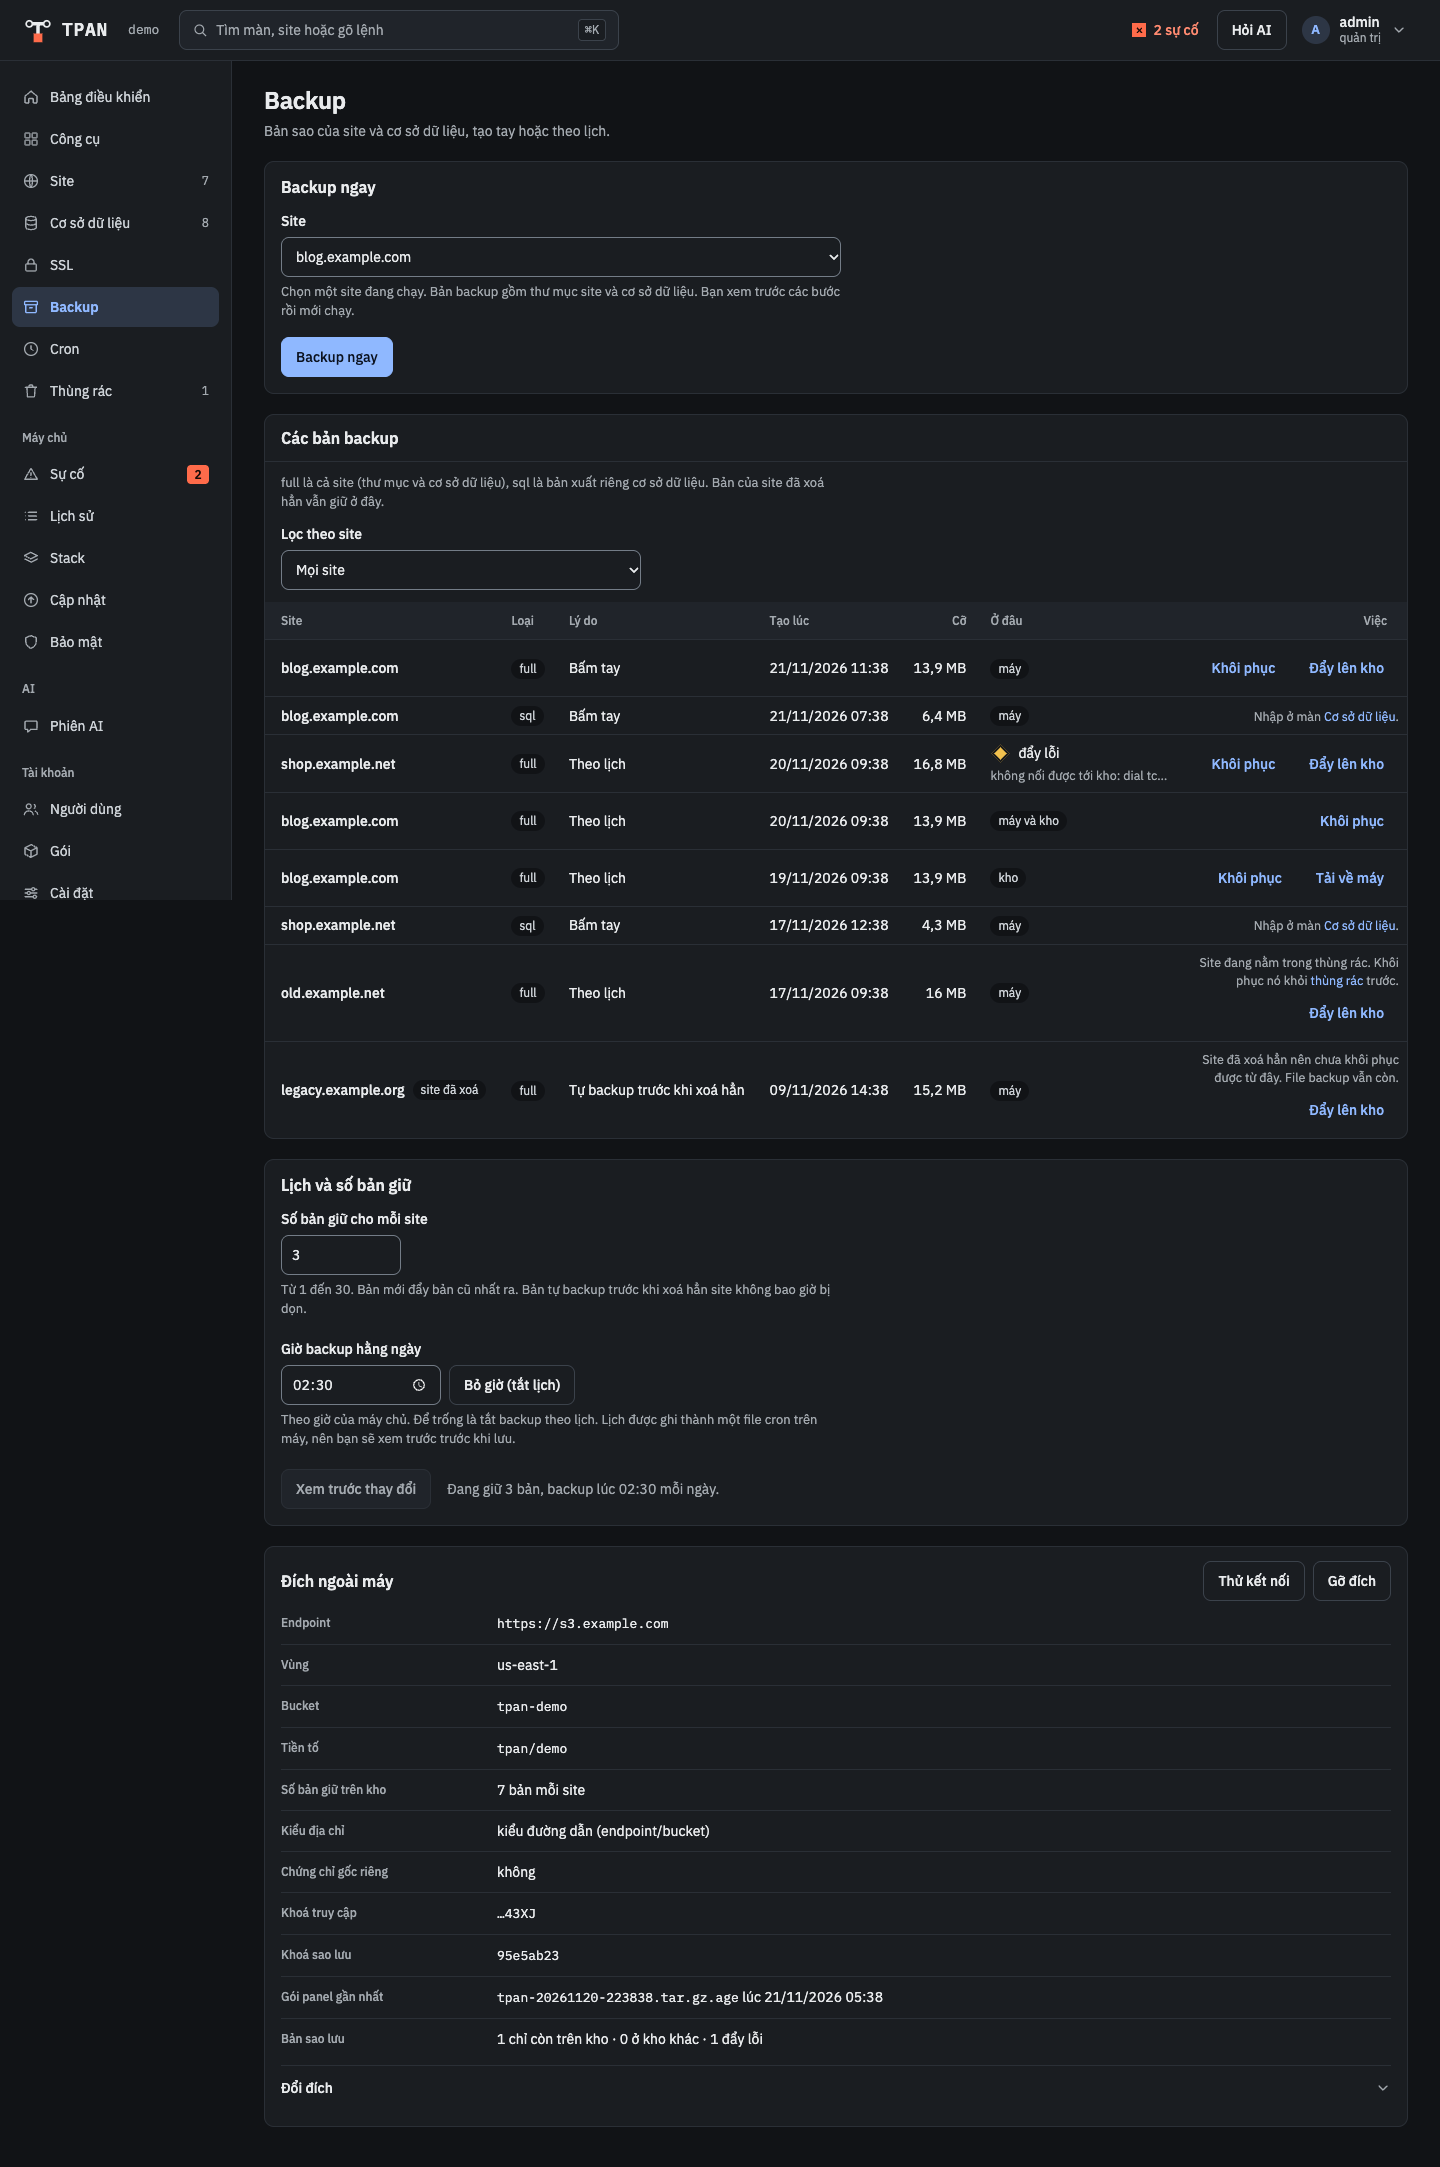 TPAN demo
Tìm màn, site hoặc gõ lệnh ⌘K
2 sự cố
Hỏi AI
A
admin
quản trị
Bảng điều khiển
Công cụ
Site 7
Cơ sở dữ liệu 8
SSL
Backup
Cron
Thùng rác 1
Máy chủ
Sự cố 2
Lịch sử
Stack
Cập nhật
Bảo mật
AI
Phiên AI
Tài khoản
Người dùng
Gói
Cài đặt
Backup
Bản sao của site và cơ sở dữ liệu, tạo tay hoặc theo lịch.
Backup ngay
Site
blog.example.com
Chọn một site đang chạy. Bản backup gồm thư mục site và cơ sở dữ liệu. Bạn xem trước các bước
rồi mới chạy.
Backup ngay
Các bản backup
full là cả site (thư mục và cơ sở dữ liệu), sql là bản xuất riêng cơ sở dữ liệu. Bản của site đã xoá
hẳn vẫn giữ ở đây.
Lọc theo site
Mọi site
Site Loại Lý do Tạo lúc Cỡ Ở đâu Việc
blog.example.com full Bấm tay 21/11/2026 11:38 13,9 MB máy Khôi phục Đẩy lên kho
blog.example.com sql Bấm tay 21/11/2026 07:38 6,4 MB máy Nhập ở màn Cơ sở dữ liệu.
shop.example.net full Theo lịch 20/11/2026 09:38 16,8 MB đẩy lỗi Khôi phục Đẩy lên kho
không nối được tới kho: dial tc…
blog.example.com full Theo lịch 20/11/2026 09:38 13,9 MB máy và kho Khôi phục
blog.example.com full Theo lịch 19/11/2026 09:38 13,9 MB kho Khôi phục Tải về máy
shop.example.net sql Bấm tay 17/11/2026 12:38 4,3 MB máy Nhập ở màn Cơ sở dữ liệu.
old.example.net full Theo lịch 17/11/2026 09:38 16 MB máy
Site đang nằm trong thùng rác. Khôi
phục nó khỏi thùng rác trước.
Đẩy lên kho
legacy.example.org site đã xoá full Tự backup trước khi xoá hẳn 09/11/2026 14:38 15,2 MB máy
Site đã xoá hẳn nên chưa khôi phục
được từ đây. File backup vẫn còn.
Đẩy lên kho
Lịch và số bản giữ
Số bản giữ cho mỗi site
3
Từ 1 đến 30. Bản mới đẩy bản cũ nhất ra. Bản tự backup trước khi xoá hẳn site không bao giờ bị
dọn.
Giờ backup hằng ngày
02:30 Bỏ giờ (tắt lịch)
Theo giờ của máy chủ. Để trống là tắt backup theo lịch. Lịch được ghi thành một file cron trên
máy, nên bạn sẽ xem trước trước khi lưu.
Xem trước thay đổi Đang giữ 3 bản, backup lúc 02:30 mỗi ngày.
Đích ngoài máy Thử kết nối Gỡ đích
Endpoint https://s3.example.com
Vùng us-east-1
Bucket tpan-demo
Tiền tố tpan/demo
Số bản giữ trên kho 7 bản mỗi site
Kiểu địa chỉ kiểu đường dẫn (endpoint/bucket)
Chứng chỉ gốc riêng không
Khoá truy cập …43XJ
Khoá sao lưu 95e5ab23
Gói panel gần nhất tpan-20261120-223838.tar.gz.age lúc 21/11/2026 05:38
Bản sao lưu 1 chỉ còn trên kho · 0 ở kho khác · 1 đẩy lỗi
Đổi đích